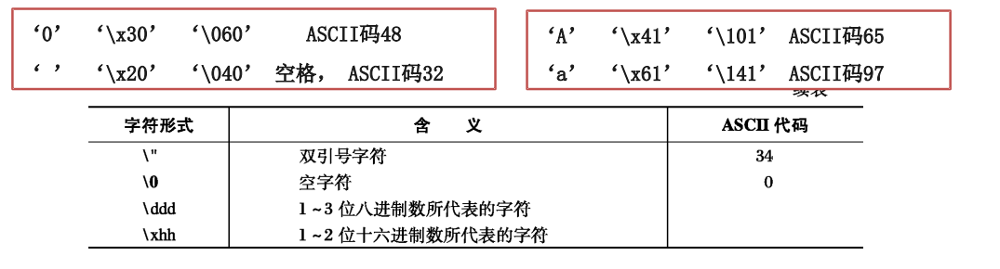 ‘0’ ‘\x30’ ‘\060’ ASCII码48
‘ ’ ‘\x20’ ‘\040’ 空格， ASCII码32
‘A’ ‘\x41’ ‘\101’ ASCII码65
‘a’ ‘\x61’ ‘\141’ ASCII码97
续表
字符形式 含 义 ASCII 代码
\" 双引号字符 34
\0 空字符 0
\ddd 1 ~3 位八进制数所代表的字符
\xhh 1 ~2 位十六进制数所代表的字符